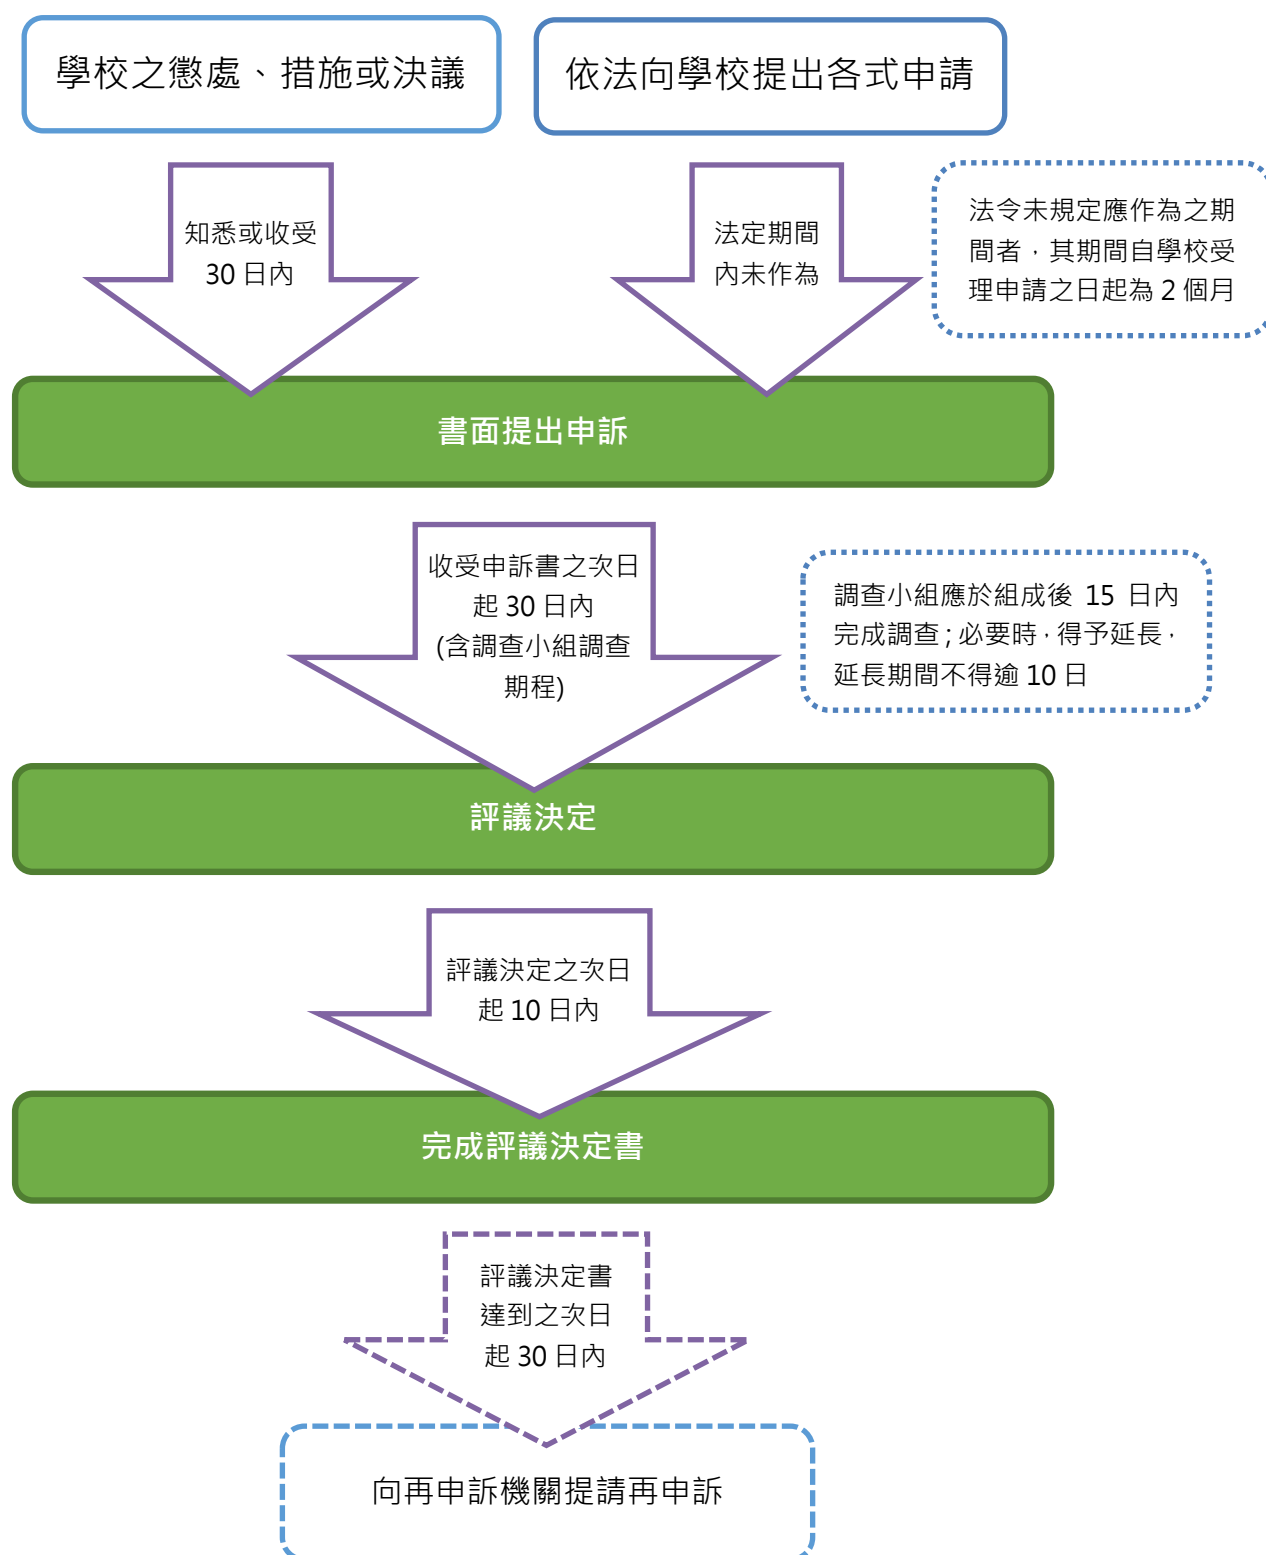 學校之懲處、措施或決議
依法向學校提出各式申請
知悉或收受
30 日內
法定期間
內未作為
法令未規定應作為之期
間者，其期間自學校受
理申請之日起為 2 個月
書面提出申訴
收受申訴書之次日
起 30 日內
(含調查小組調查
期程)
調查小組應於組成後 15 日內
完成調查；必要時，得予延長，
延長期間不得逾 10 日
評議決定
評議決定之次日
起 10 日內
完成評議決定書
評議決定書
達到之次日
起 30 日內
向再申訴機關提請再申訴